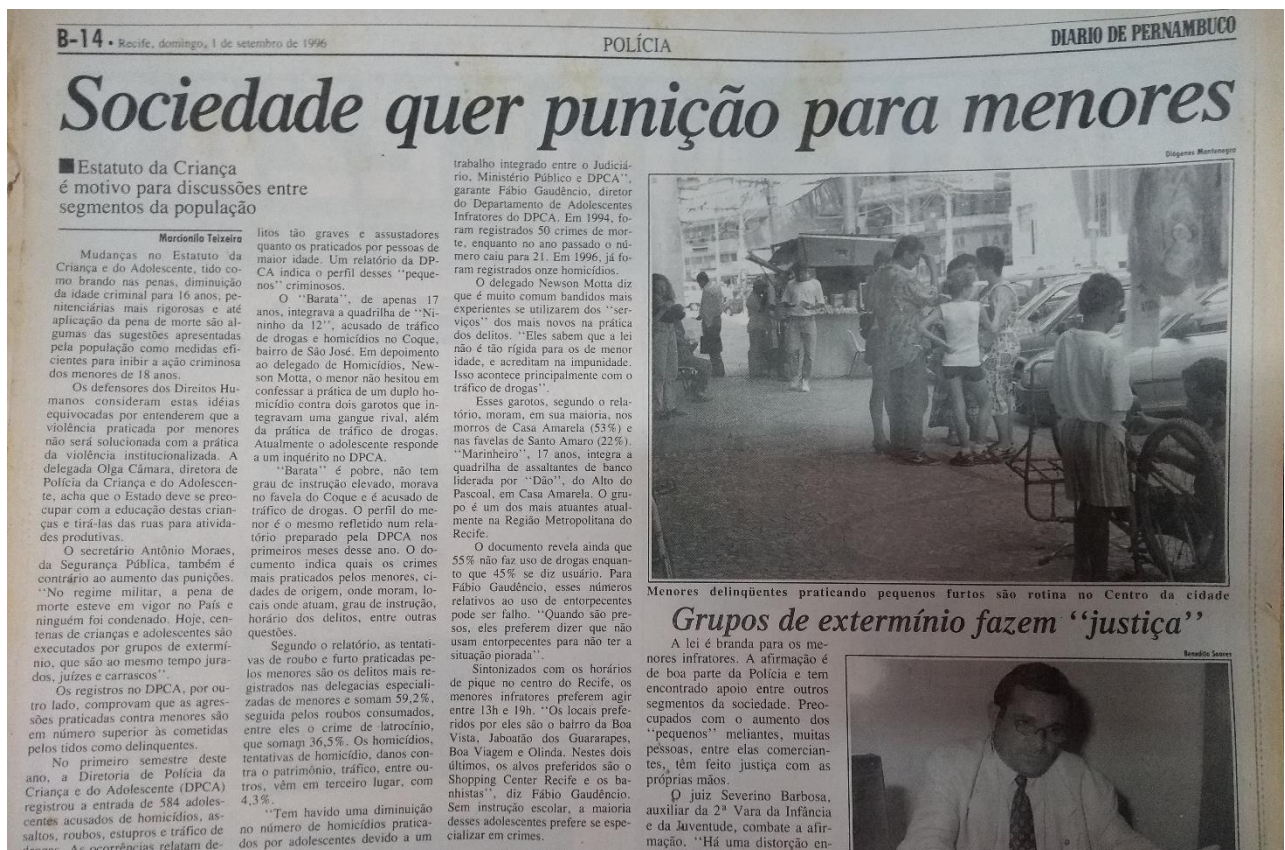 B-14 • Recife, domingo, 1 de setembro de 1996
POLÍCIA
DIARIO DE PERNAMBUCO
Sociedade quer punição para menores
Estatuto da Criança
é motivo para discussões entre
segmentos da população
Marcionilo Teixeira
Mudanças no Estatuto da
Criança e do Adolescente, tido co-
mo brando nas penas, diminuição
da idade criminal para 16 anos, pe-
nitenciárias mais rigorosas e até
aplicação da pena de morte são al-
gumas das sugestões apresentadas
pela população como medidas efi-
cientes para inibir a ação criminosa
dos menores de 18 anos.
Os defensores dos Direitos Hu-
manos consideram estas idéias
equivocadas por entenderem que a
violência praticada por menores
não será solucionada com a prática
da violência institucionalizada. A
delegada Olga Câmara, diretora de
Polícia da Criança e do Adolescen-
te, acha que o Estado deve se preo-
cupar com a educação destas crian-
ças e tirá-las das ruas para ativida-
des produtivas.
O secretário Antônio Moraes,
da Segurança Pública, também é
contrário ao aumento das punições.
"No regime militar, a pena de
morte esteve em vigor no País e
ninguém foi condenado. Hoje, cen-
tenas de crianças e adolescentes são
executados por grupos de extermí-
nio, que são ao mesmo tempo jura-
dos, juízes e carrascos".
Os registros no DPCA, por ou-
tro lado, comprovam que as agres-
sões praticadas contra menores são
em número superior às cometidas
pelos tidos como delinquentes.
No primeiro semestre deste
ano, a Diretoria de Polícia da
Criança e do Adolescente (DPCA)
registrou a entrada de 584 adoles-
centes acusados de homicídios, as-
saltos, roubos, estupros e tráfico de
drogas. As ocorrências relatam de-
litos tão graves e assustadores
quanto os praticados por pessoas de
maior idade. Um relatório da DP-
CA indica o perfil desses "peque-
nos" criminosos.
O "Barata", de apenas 17
anos, integrava a quadrilha de "Ni-
ninho da 12", acusado de tráfico
de drogas e homicídios no Coque,
bairro de São José. Em depoimento
ao delegado de Homicídios, New-
son Motta, o menor não hesitou em
confessar a prática de um duplo ho-
micídio contra dois garotos que in-
tegravam uma gangue rival, além
da prática de tráfico de drogas.
Atualmente o adolescente responde
a um inquérito no DPCA.
"Barata" é pobre, não tem
grau de instrução elevado, morava
no favela do Coque e é acusado de
tráfico de drogas. O perfil do me-
nor é o mesmo refletido num rela-
tório preparado pela DPCA nos
primeiros meses desse ano. O do-
cumento indica quais os crimes
mais praticados pelos menores, ci-
dades de origem, onde moram, lo-
cais onde atuam, grau de instrução,
horário dos delitos, entre outras
questões.
Segundo o relatório, as tentati-
vas de roubo e furto praticadas pe-
los menores são os delitos mais re-
gistrados nas delegacias especiali-
zadas de menores e somam 59,2%,
seguida pelos roubos consumados,
entre eles o crime de latrocínio,
que somam 36,5%. Os homicídios,
tentativas de homicídio, danos con-
tra o patrimônio, tráfico, entre ou-
tros, vêm em terceiro lugar, com
4,3%.
"Tem havido uma diminuição
no número de homicídios pratica-
dos por adolescentes devido a um
trabalho integrado entre o Judiciá-
rio, Ministério Público e DPCA",
garante Fábio Gaudêncio, diretor
do Departamento de Adolescentes
Infratores do DPCA. Em 1994, fo-
ram registrados 50 crimes de mor-
te, enquanto no ano passado o nú-
mero caiu para 21. Em 1996, já fo-
ram registrados onze homicídios.
O delegado Newson Motta diz
que é muito comum bandidos mais
experientes se utilizarem dos "ser-
viços" dos mais novos na prática
dos delitos. "Eles sabem que a lei
não é tão rígida para os de menor
idade, e acreditam na impunidade.
Isso acontece principalmente com o
tráfico de drogas".
Esses garotos, segundo o rela-
tório, moram, em sua maioria, nos
morros de Casa Amarela (53%) e
nas favelas de Santo Amaro (22%).
"Marinheiro", 17 anos, integra a
quadrilha de assaltantes de banco
liderada por "Dão", do Alto do
Pascoal, em Casa Amarela. O gru-
po é um dos mais atuantes atual-
mente na Região Metropolitana do
Recife.
O documento revela ainda que
55% não faz uso de drogas enquan-
to que 45% se diz usuário. Para
Fábio Gaudêncio, esses números
relativos ao uso de entorpecentes
pode ser falho. "Quando são pre-
sos, eles preferem dizer que não
usam entorpecentes para não ter a
situação piorada".
Sintonizados com os horários
de pique no centro do Recife, os
menores infratores preferem agir
entre 13h e 19h. "Os locais prefe-
ridos por eles são o bairro da Boa
Vista, Jaboatão dos Guararapes,
Boa Viagem e Olinda. Nestes dois
últimos, os alvos preferidos são o
Shopping Center Recife e os ba-
nhistas", diz Fábio Gaudêncio.
Sem instrução escolar, a maioria
desses adolescentes prefere se espe-
cializar em crimes.
Diógenes Montenegro
Menores delinqüentes praticando pequenos furtos são rotina no Centro da cidade
Grupos de extermínio fazem "justiça"
A lei é branda para os me-
nores infratores. A afirmação é
de boa parte da Polícia e tem
encontrado apoio entre outros
segmentos da sociedade. Preo-
cupados com o aumento dos
"pequenos" meliantes, muitas
pessoas, entre elas comercian-
tes, têm feito justiça com as
próprias mãos.
O juiz Severino Barbosa,
auxiliar da 2ª Vara da Infância
e da Juventude, combate a afir-
mação. "Há uma distorção en-
Benedito Soares